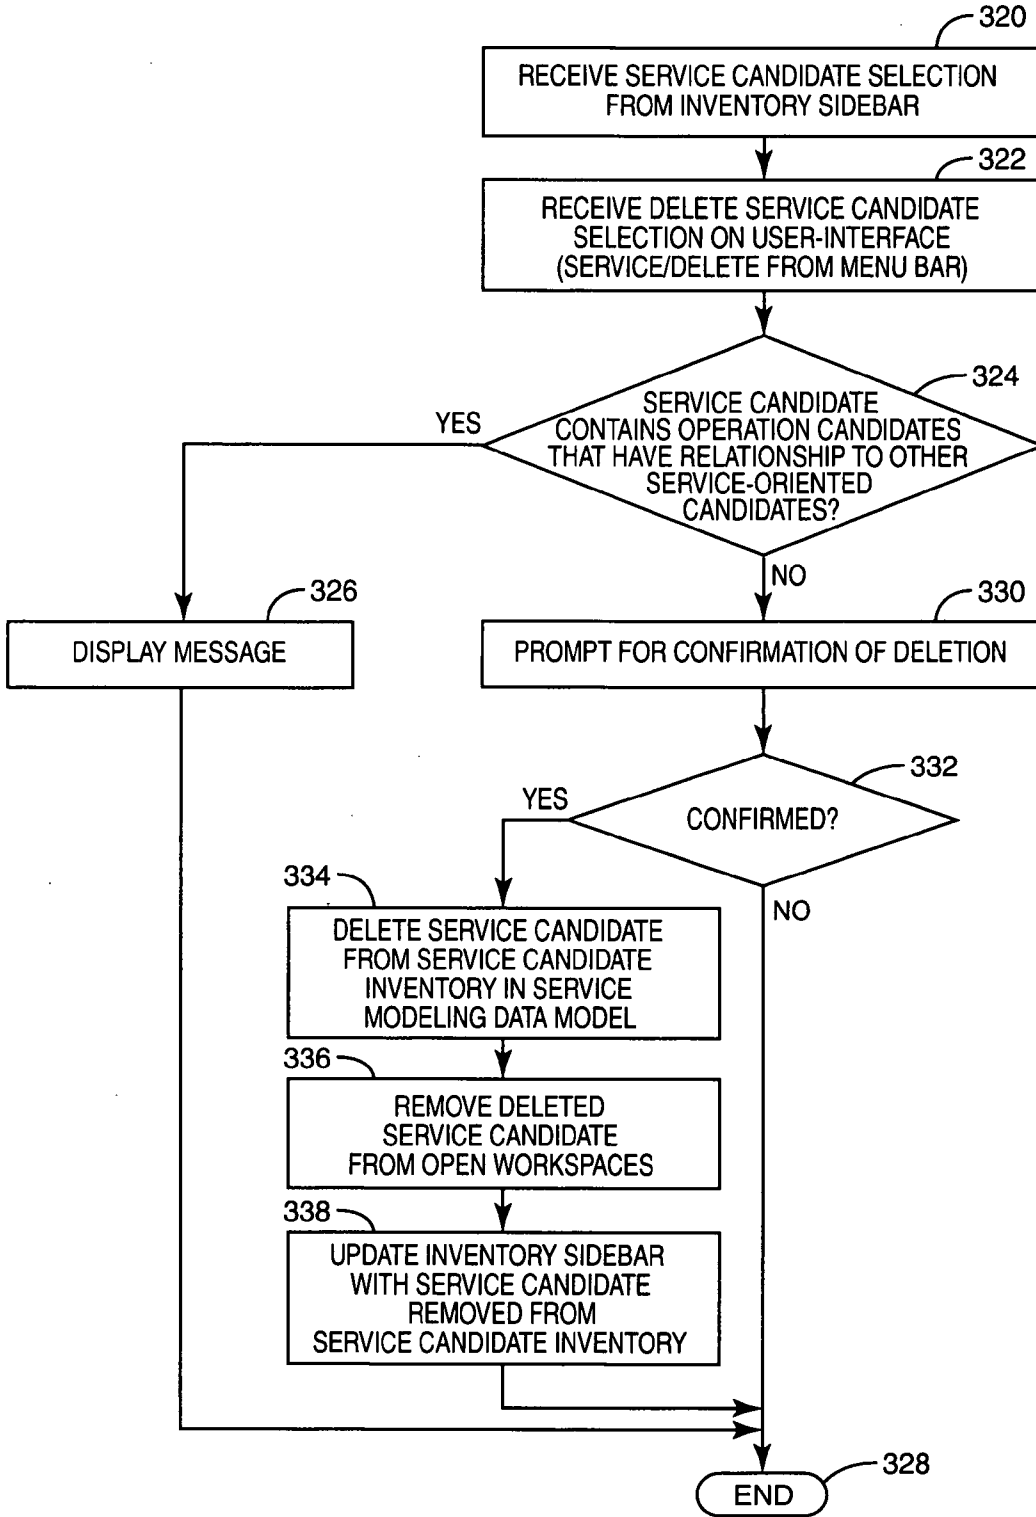 320
RECEIVE SERVICE CANDIDATE SELECTION
FROM INVENTORY SIDEBAR
322
RECEIVE DELETE SERVICE CANDIDATE
SELECTION ON USER-INTERFACE
(SERVICE/DELETE FROM MENU BAR)
324
SERVICE CANDIDATE
CONTAINS OPERATION CANDIDATES
THAT HAVE RELATIONSHIP TO OTHER
SERVICE-ORIENTED
CANDIDATES?
YES
NO
326
DISPLAY MESSAGE
330
PROMPT FOR CONFIRMATION OF DELETION
332
CONFIRMED?
YES
NO
334
DELETE SERVICE CANDIDATE
FROM SERVICE CANDIDATE
INVENTORY IN SERVICE
MODELING DATA MODEL
336
REMOVE DELETED
SERVICE CANDIDATE
FROM OPEN WORKSPACES
338
UPDATE INVENTORY SIDEBAR
WITH SERVICE CANDIDATE
REMOVED FROM
SERVICE CANDIDATE INVENTORY
328
END